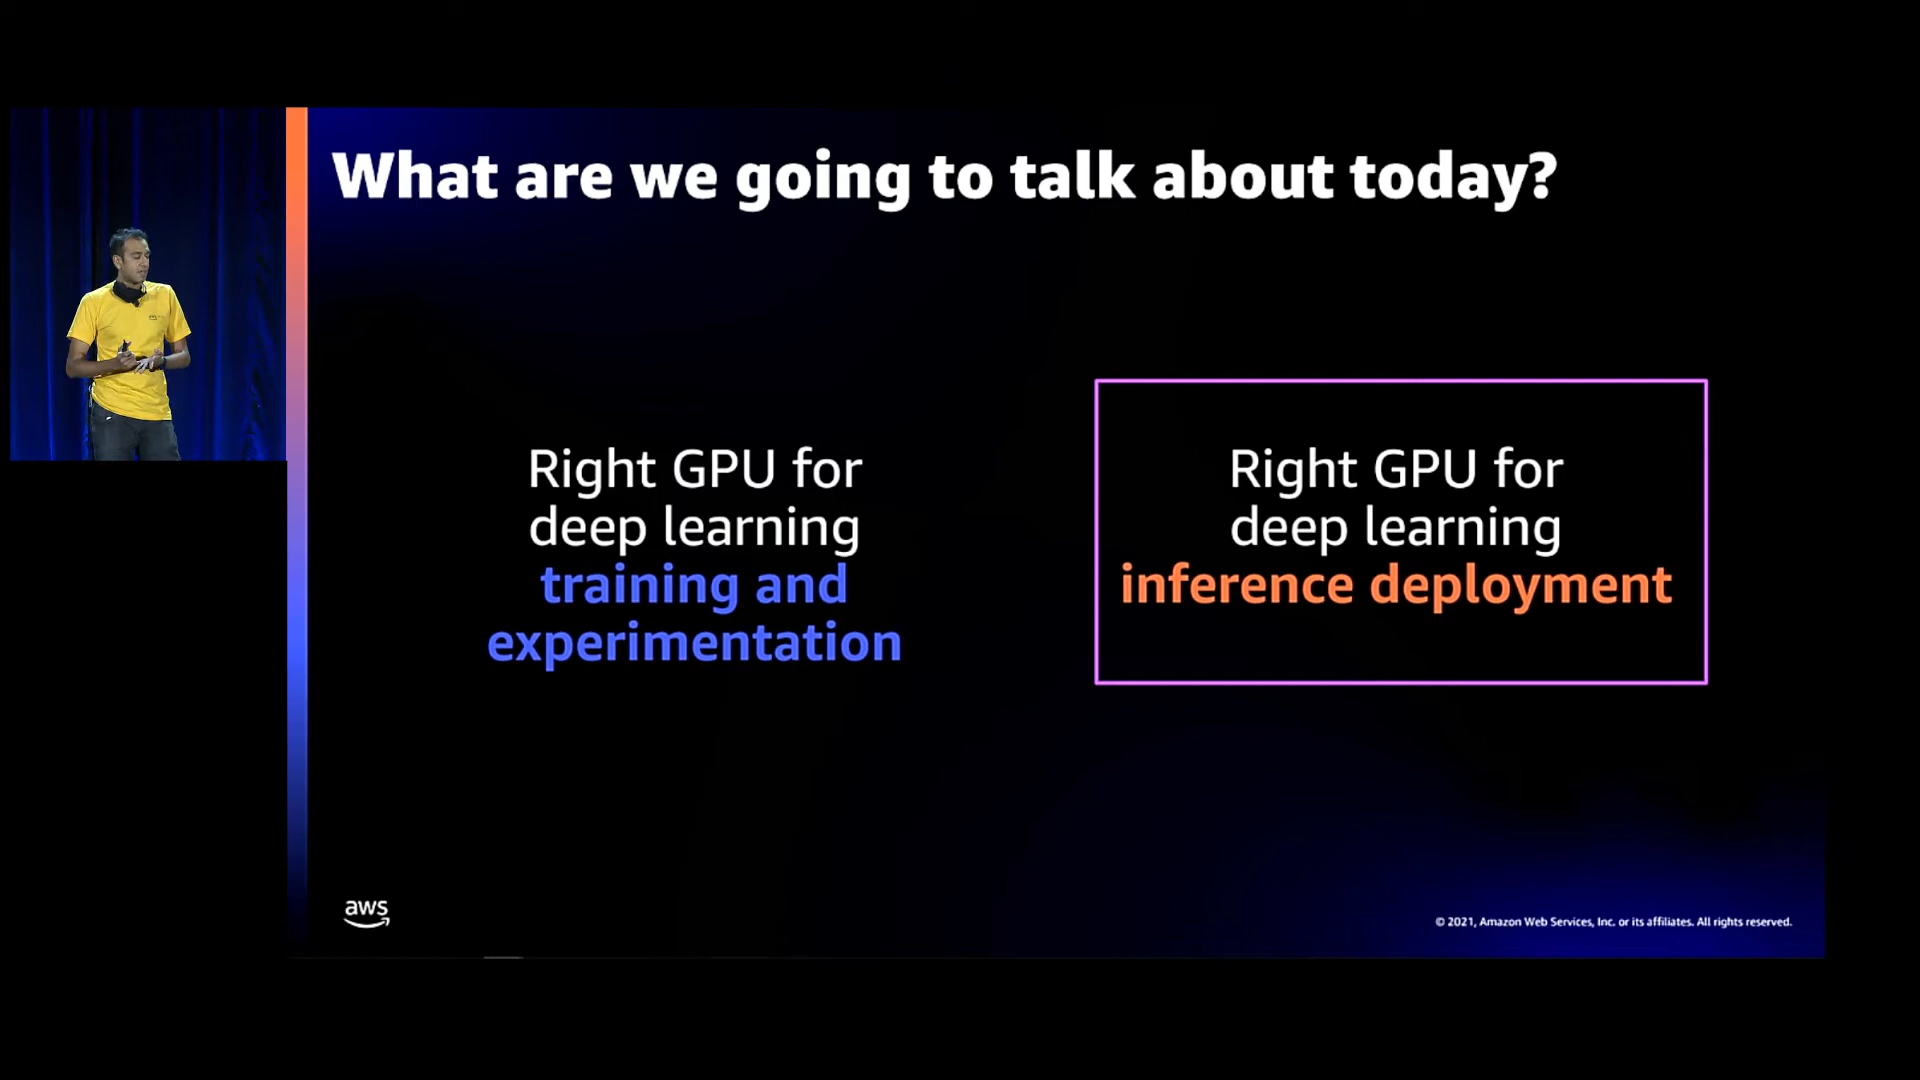 What are we going to talk about today?
Right GPU for
deep learning
training and
experimentation
Right GPU for
deep learning
inference deployment
aws
© 2021, Amazon Web Services, Inc. or its affiliates. All rights reserved.